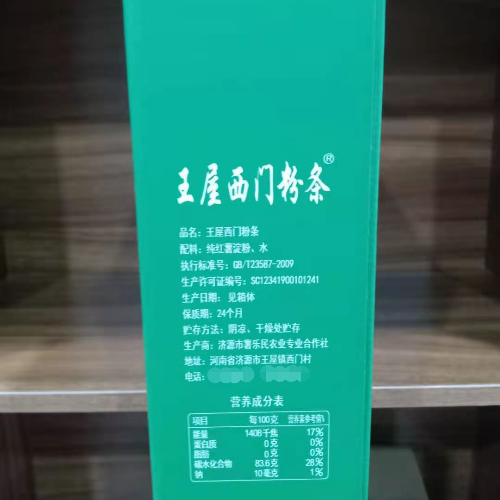 王屋西门粉条®
品名：王屋西门粉条
配料：纯红薯淀粉、水
执行标准号：GB/T23587-2009
生产许可证编号：SC12341900101241
生产日期： 见箱体
保质期：24个月
贮存方法：阴凉、干燥处贮存
生产商：济源市薯乐民农业专业合作社
地址：河南省济源市王屋镇西门村
电话：
营养成分表
项目 每100克 营养素参考值%
能量 1408千焦 17%
蛋白质 0克 0%
脂肪 0克 0%
碳水化合物 83.6克 28%
钠 10毫克 1%